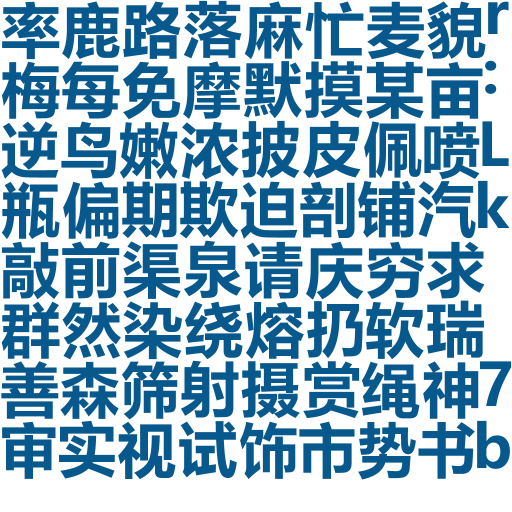 率鹿路落麻忙麦貌r
梅每免摩默摸某亩:
逆鸟嫩浓披皮佩喷L
瓶偏期欺迫剖铺汽k
敲前渠泉请庆穷求
群然染绕熔扔软瑞
善森筛射摄赏绳神7
审实视试饰市势书b